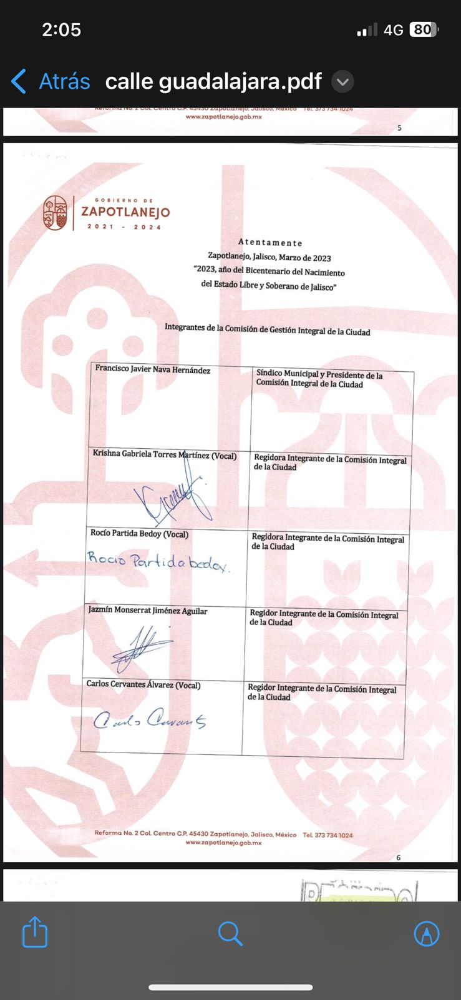 2:05
4G 80
Atrás calle guadalajara.pdf
Reforma No. 2 Col. Centro C.P. 45430 Zapotlanejo, Jalisco, México Tel. 373 734 1024
www.zapotlanejo.gob.mx
5
GOBIERNO DE
ZAPOTLANEJO
2021 - 2024
Atentamente
Zapotlanejo, Jalisco, Marzo de 2023
“2023, año del Bicentenario del Nacimiento
del Estado Libre y Soberano de Jalisco”
Integrantes de la Comisión de Gestión Integral de la Ciudad
Francisco Javier Nava Hernández
Síndico Municipal y Presidente de la
Comisión Integral de la Ciudad
Krishna Gabriela Torres Martínez (Vocal)
Regidora Integrante de la Comisión Integral
de la Ciudad
Rocío Partida Bedoy (Vocal)
Rocio Partida bedoy.
Regidora Integrante de la Comisión Integral
de la Ciudad
Jazmín Monserrat Jiménez Aguilar
Regidor Integrante de la Comisión Integral
de la Ciudad
Carlos Cervantes Álvarez (Vocal)
Regidor Integrante de la Comisión Integral
de la Ciudad
Reforma No. 2 Col. Centro C.P. 45430 Zapotlanejo, Jalisco, México Tel. 373 734 1024
www.zapotlanejo.gob.mx
6